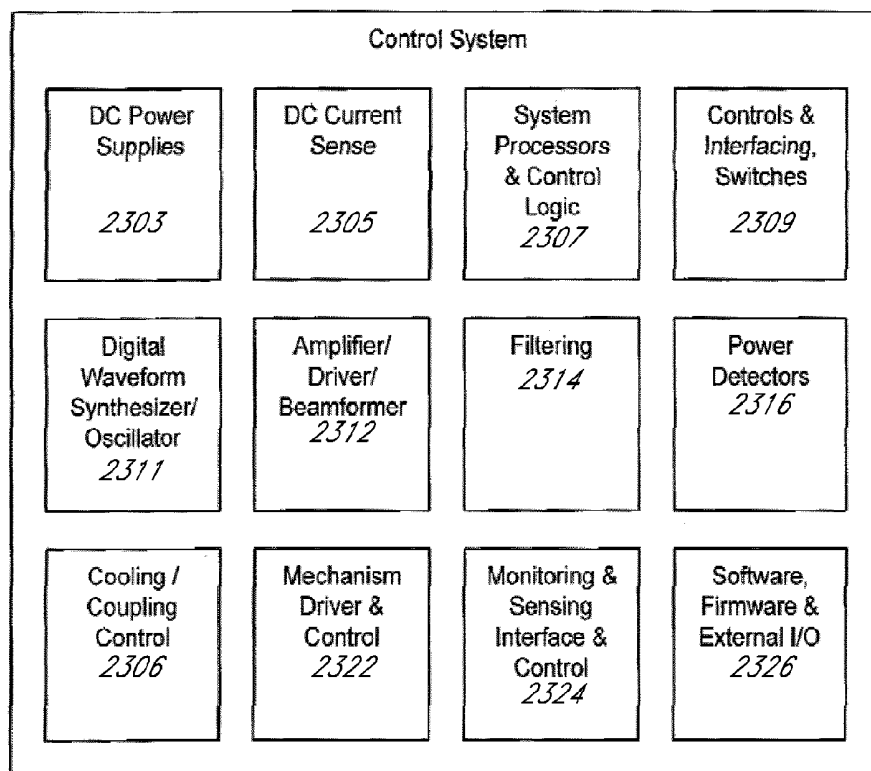 Control System
DC Power
Supplies
2303
DC Current
Sense
2305
System
Processors
& Control
Logic
2307
Controls &
Interfacing,
Switches
2309
Digital
Waveform
Synthesizer/
Oscillator
2311
Amplifier/
Driver/
Beamformer
2312
Filtering
2314
Power
Detectors
2316
Cooling /
Coupling
Control
2306
Mechanism
Driver &
Control
2322
Monitoring &
Sensing
Interface &
Control
2324
Software,
Firmware &
External I/O
2326